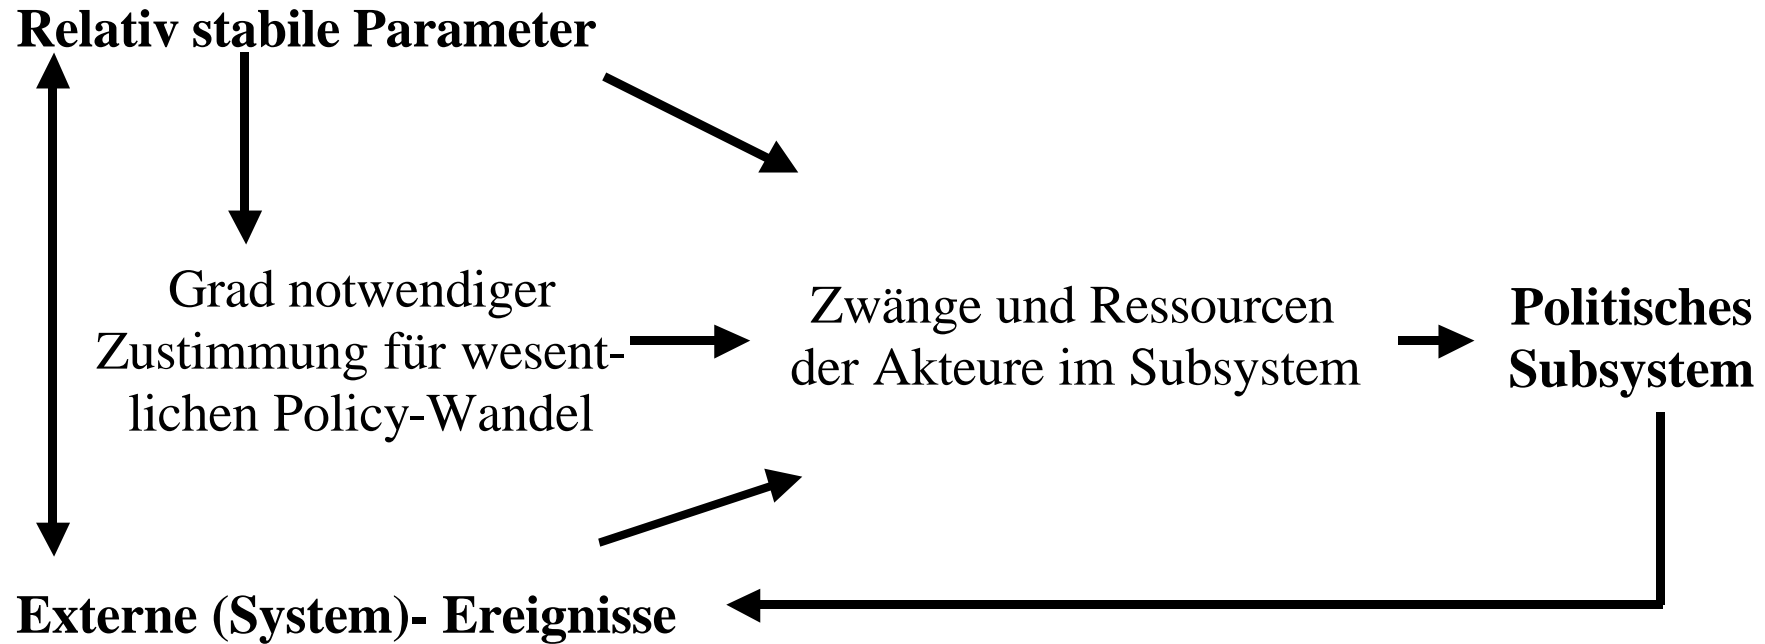 Relativ stabile Parameter
Grad notwendiger
Zustimmung für wesent-
lichen Policy-Wandel
Zwänge und Ressourcen
der Akteure im Subsystem
Politisches
Subsystem
Externe (System)- Ereignisse